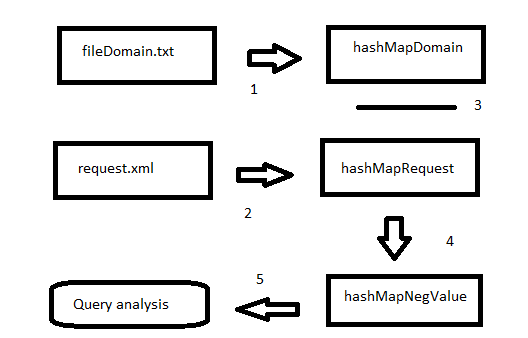 fileDomain.txt
hashMapDomain
1
3
request.xml
hashMapRequest
2
4
5
Query analysis
hashMapNegValue